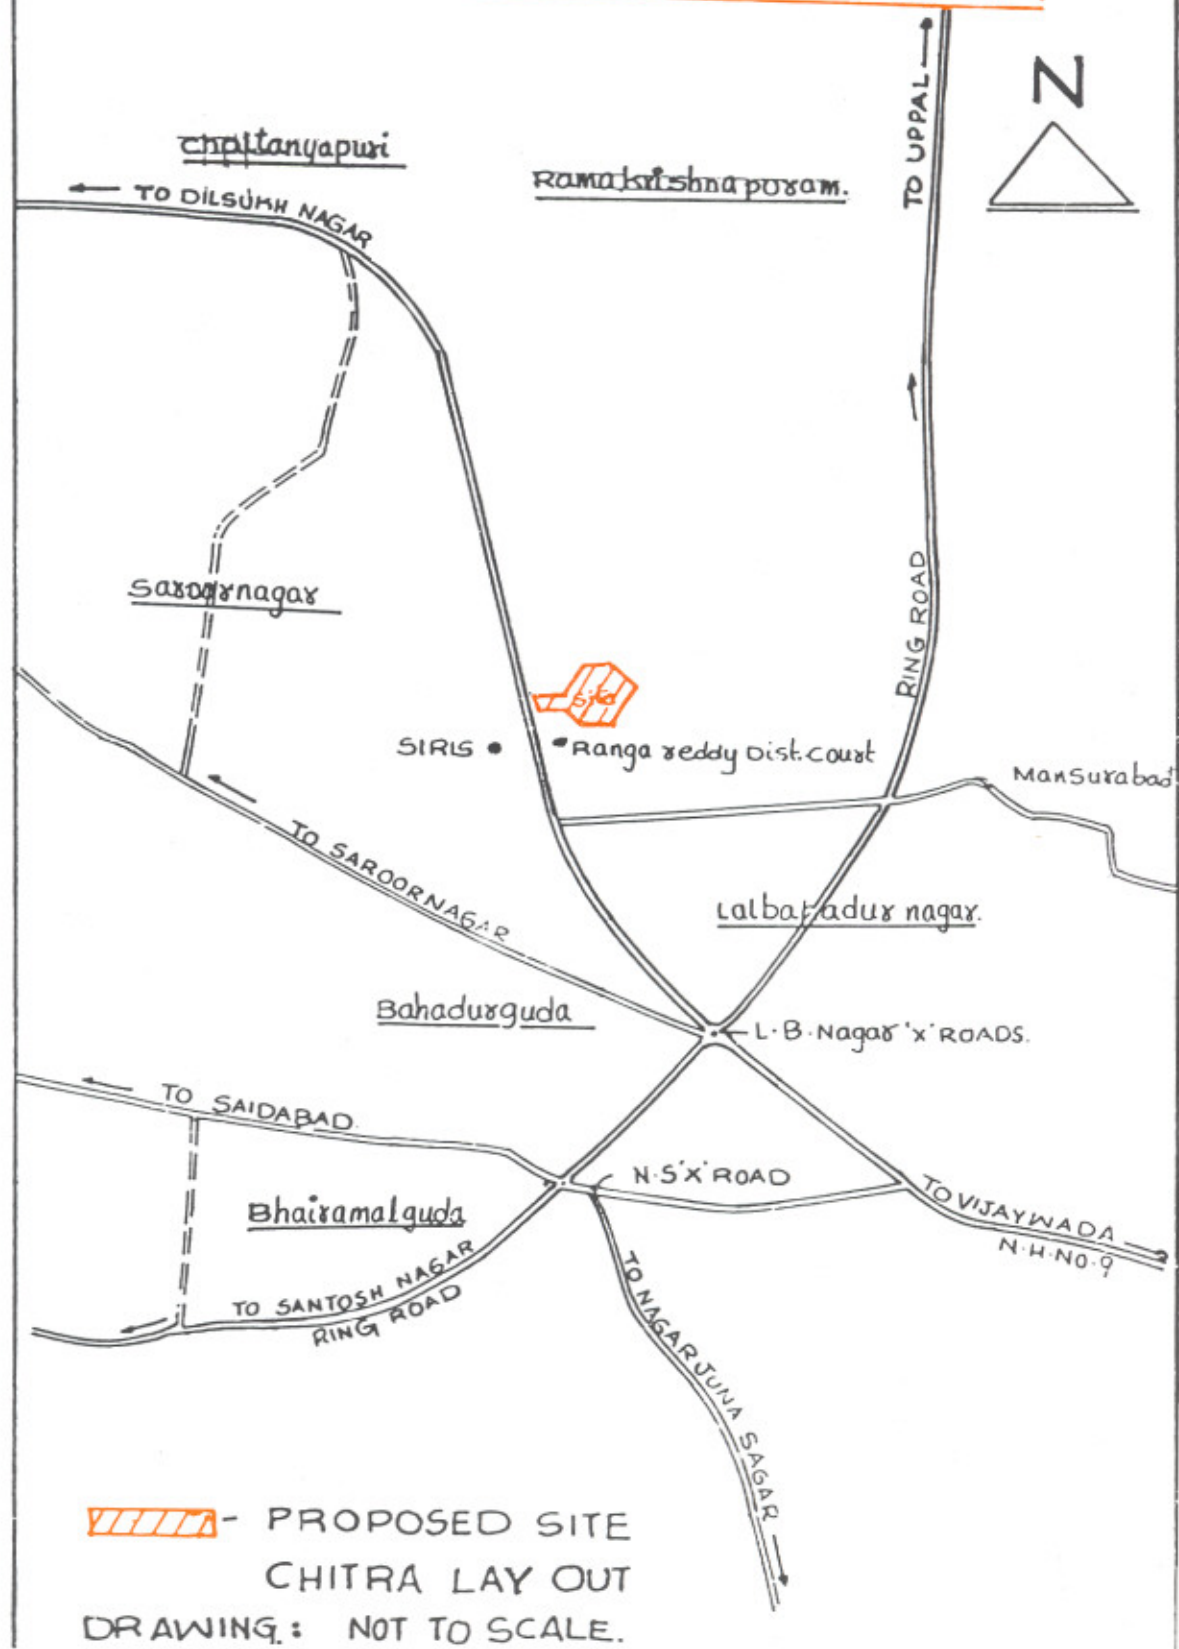 N
TO UPPAL
Chaitanyapuri
Ramakrishnapuram.
TO DILSUKH NAGAR
Saroornagar
RING ROAD
Site
SIRIS
Ranga reddy Dist.court
Mansurabad
TO SAROORNAGAR
Lalbahadur nagar.
Bahadurguda
L.B.Nagar 'x' ROADS.
TO SAIDABAD
N.S'X' ROAD
Bhairamalguda
TO VIJAYWADA
N.H.NO.9
TO SANTOSH NAGAR
RING ROAD
TO NAGARJUNA SAGAR
- PROPOSED SITE
CHITRA LAY OUT
DRAWING.: NOT TO SCALE.